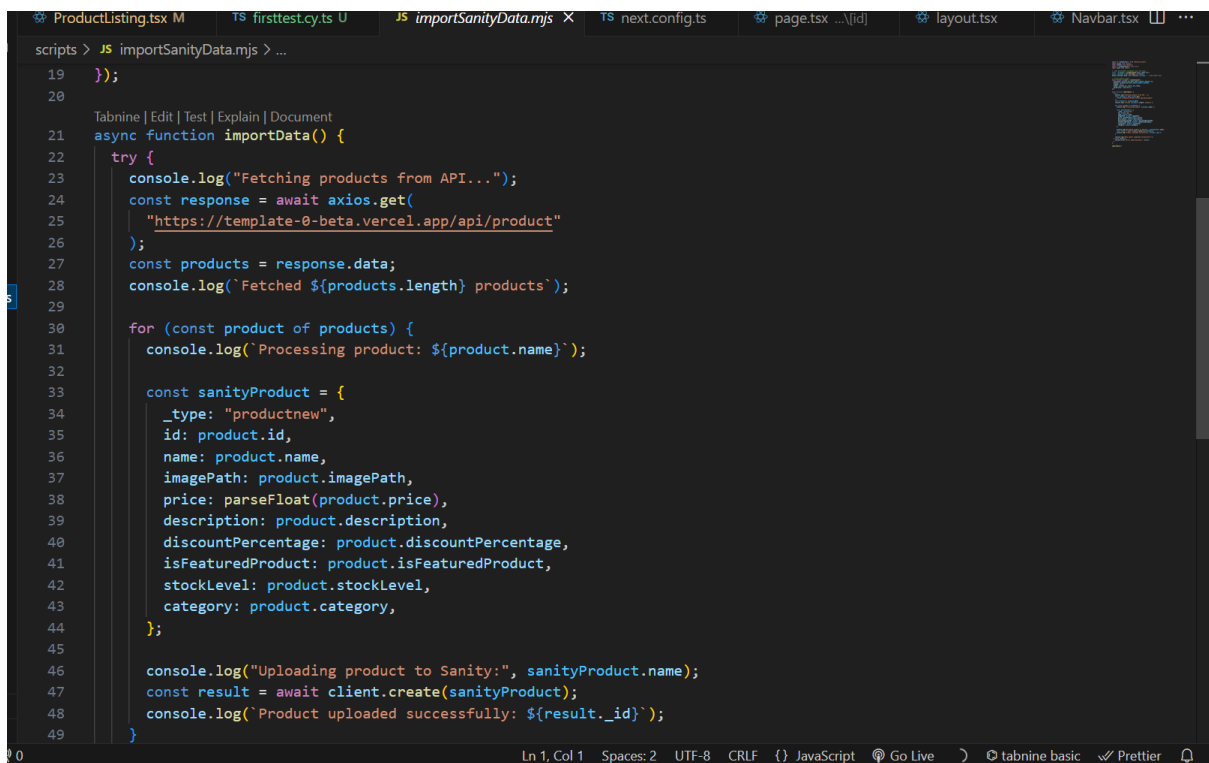 ProductListing.tsx M TS firsttest.cy.ts U JS importSanityData.mjs X TS next.config.ts page.tsx ...\[id] layout.tsx Navbar.tsx ...
scripts > JS importSanityData.mjs > ...
19 });
20
Tabnine | Edit | Test | Explain | Document
21 async function importData() {
22 try {
23 console.log("Fetching products from API...");
24 const response = await axios.get(
25 "https://template-0-beta.vercel.app/api/product"
26 );
27 const products = response.data;
28 console.log(`Fetched ${products.length} products`);
29
30 for (const product of products) {
31 console.log(`Processing product: ${product.name}`);
32
33 const sanityProduct = {
34 _type: "productnew",
35 id: product.id,
36 name: product.name,
37 imagePath: product.imagePath,
38 price: parseFloat(product.price),
39 description: product.description,
40 discountPercentage: product.discountPercentage,
41 isFeaturedProduct: product.isFeaturedProduct,
42 stockLevel: product.stockLevel,
43 category: product.category,
44 };
45
46 console.log("Uploading product to Sanity:", sanityProduct.name);
47 const result = await client.create(sanityProduct);
48 console.log(`Product uploaded successfully: ${result._id}`);
49 }
0 Ln 1, Col 1 Spaces: 2 UTF-8 CRLF {} JavaScript Go Live tabnine basic Prettier